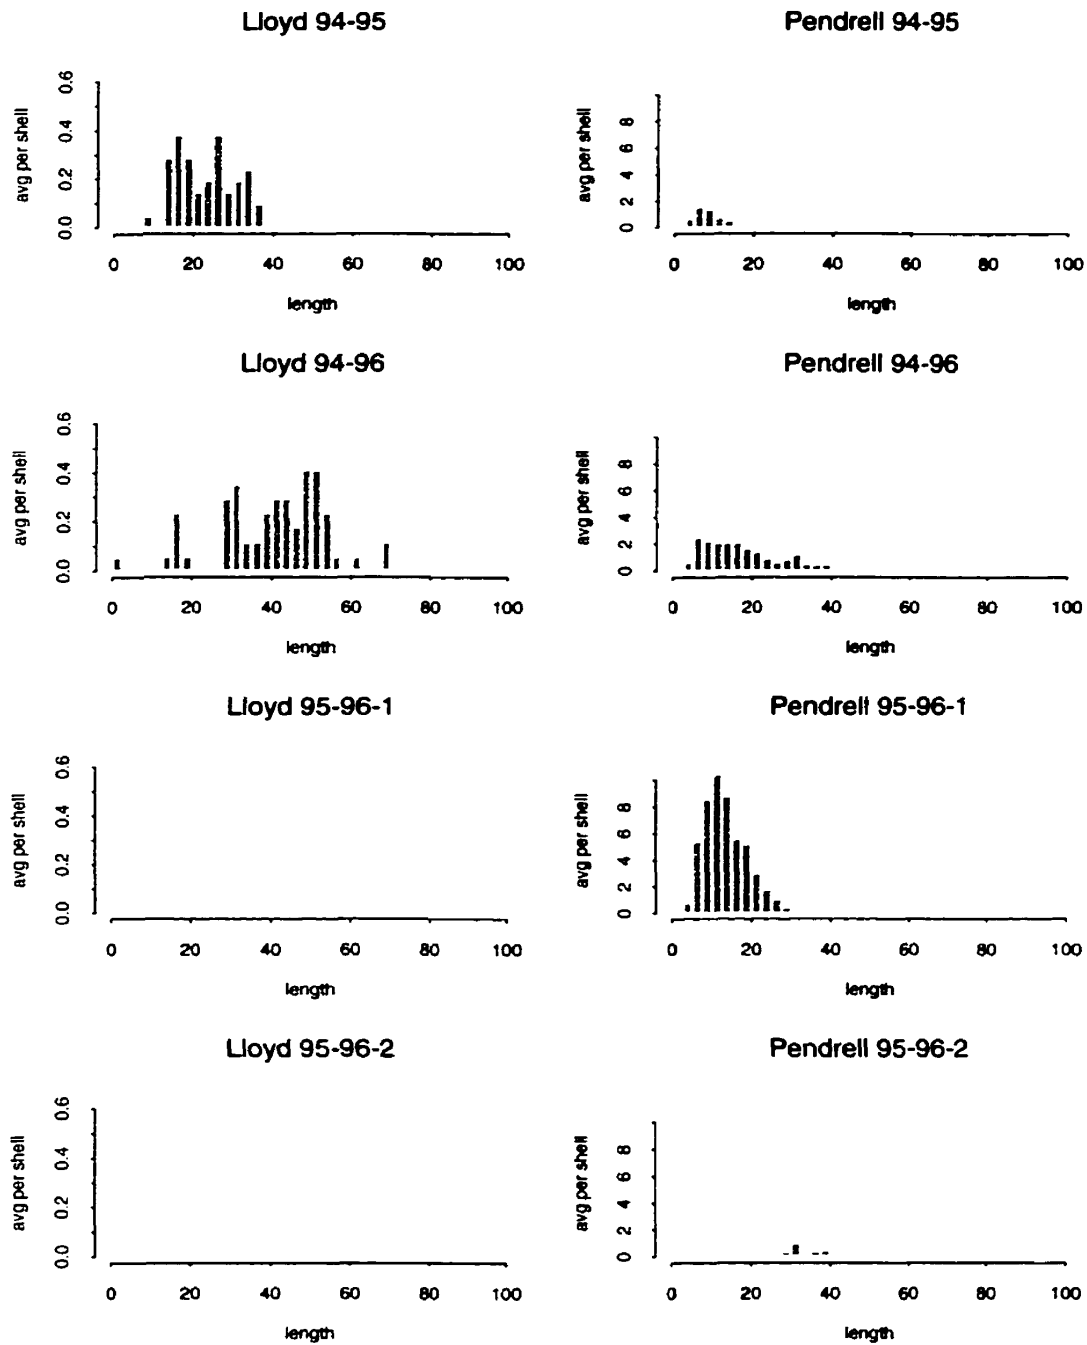 Lloyd 94-95
avg per shell
0.0 0.2 0.4 0.6
0 20 40 60 80 100
length
Pendrell 94-95
avg per shell
0 2 4 6 8
0 20 40 60 80 100
length
Lloyd 94-96
avg per shell
0.0 0.2 0.4 0.6
0 20 40 60 80 100
length
Pendrell 94-96
avg per shell
0 2 4 6 8
0 20 40 60 80 100
length
Lloyd 95-96-1
avg per shell
0.0 0.2 0.4 0.6
0 20 40 60 80 100
length
Pendrell 95-96-1
avg per shell
0 2 4 6 8
0 20 40 60 80 100
length
Lloyd 95-96-2
avg per shell
0.0 0.2 0.4 0.6
0 20 40 60 80 100
length
Pendrell 95-96-2
avg per shell
0 2 4 6 8
0 20 40 60 80 100
length